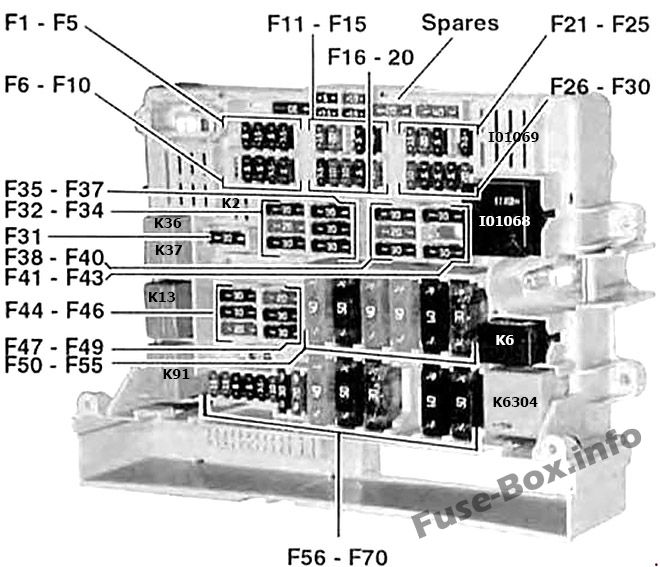 F1 - F5
F11 - F15
Spares
F21 - F25
F16 - 20
F6 - F10
F26 - F30
I01069
F35 - F37
K2
F32 - F34
K36
I01068
F31
K37
F38 - F40
F41 - F43
K13
F44 - F46
K6
F47 - F49
F50 - F55
K91
K6304
Fuse-Box.info
F56 - F70